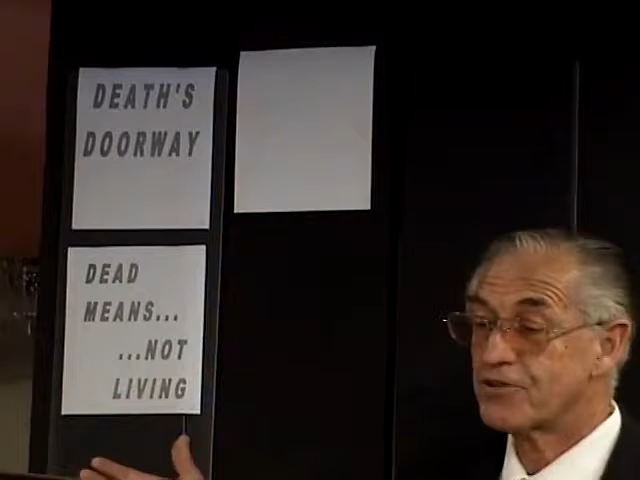 DEATH'S
DOORWAY
DEAD
MEANS...
...NOT
LIVING